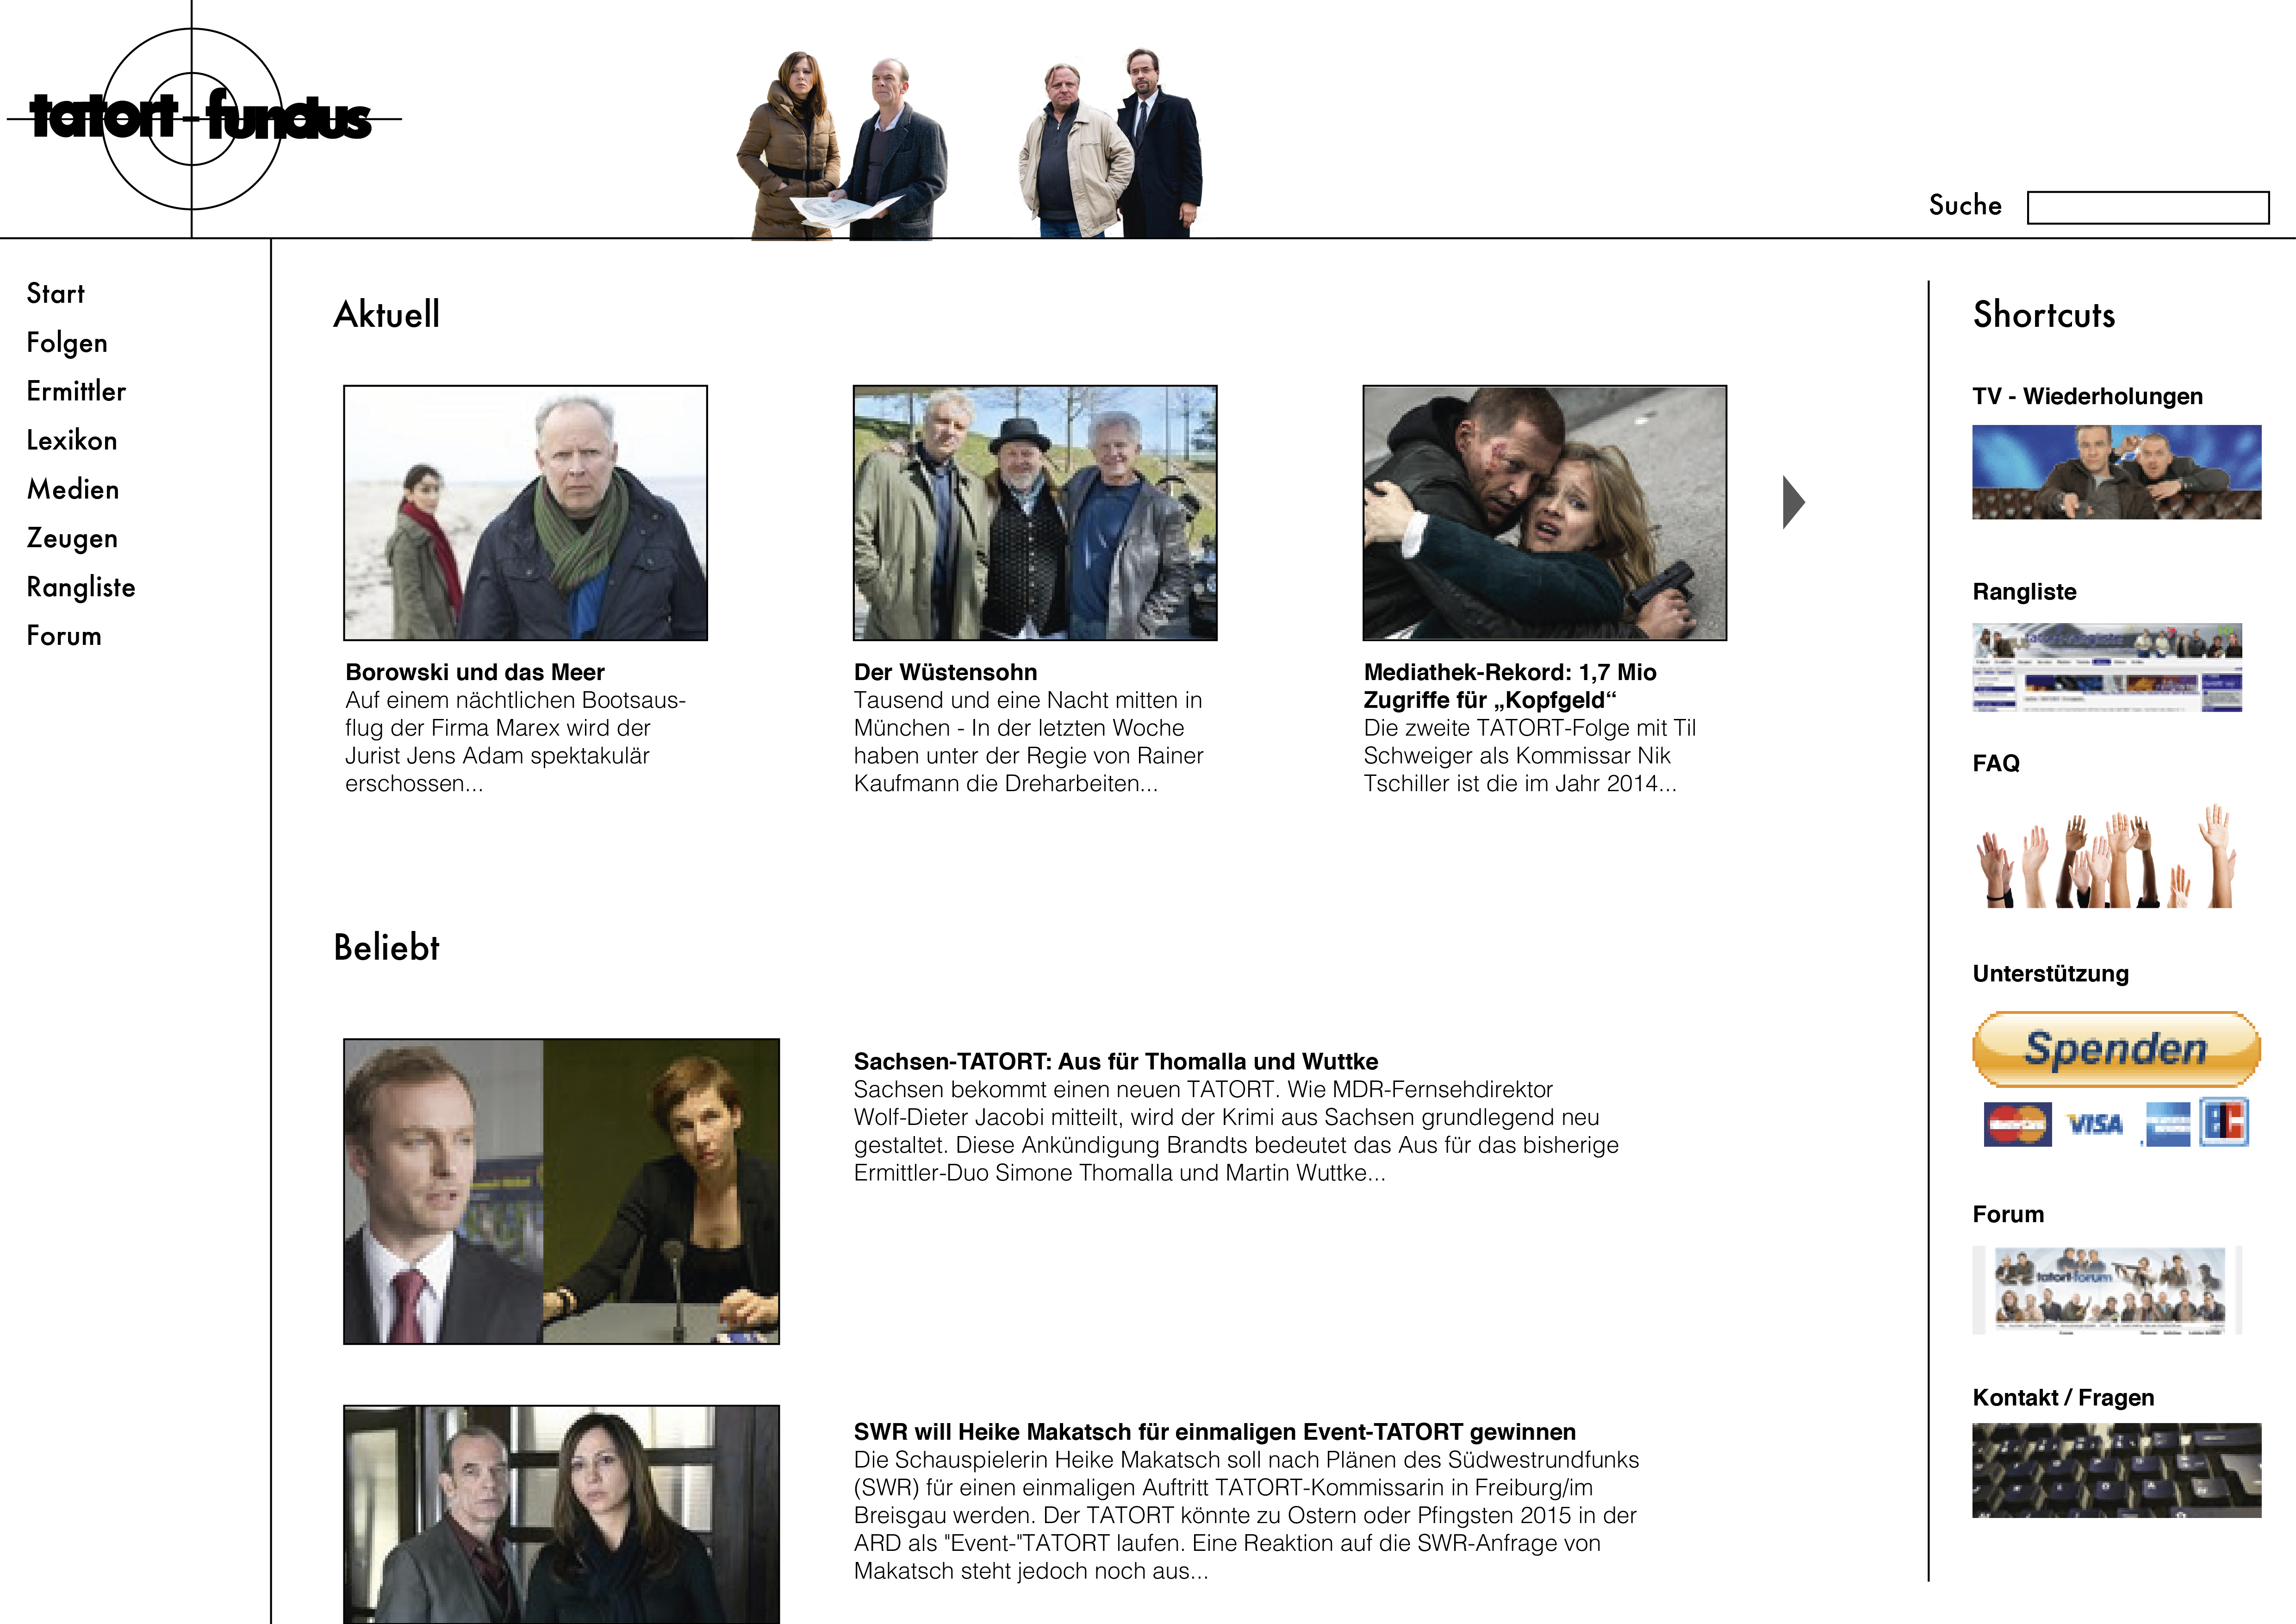 tatort-fundus
Suche
Start
Folgen
Ermittler
Lexikon
Medien
Zeugen
Rangliste
Forum
Aktuell
Borowski und das Meer
Auf einem nächtlichen Bootsaus-
flug der Firma Marex wird der
Jurist Jens Adam spektakulär
erschossen...
Der Wüstensohn
Tausend und eine Nacht mitten in
München - In der letzten Woche
haben unter der Regie von Rainer
Kaufmann die Dreharbeiten...
Mediathek-Rekord: 1,7 Mio
Zugriffe für „Kopfgeld“
Die zweite TATORT-Folge mit Til
Schweiger als Kommissar Nik
Tschiller ist die im Jahr 2014...
Beliebt
Sachsen-TATORT: Aus für Thomalla und Wuttke
Sachsen bekommt einen neuen TATORT. Wie MDR-Fernsehdirektor
Wolf-Dieter Jacobi mitteilt, wird der Krimi aus Sachsen grundlegend neu
gestaltet. Diese Ankündigung Brandts bedeutet das Aus für das bisherige
Ermittler-Duo Simone Thomalla und Martin Wuttke...
SWR will Heike Makatsch für einmaligen Event-TATORT gewinnen
Die Schauspielerin Heike Makatsch soll nach Plänen des Südwestrundfunks
(SWR) für einen einmaligen Auftritt TATORT-Kommissarin in Freiburg/im
Breisgau werden. Der TATORT könnte zu Ostern oder Pfingsten 2015 in der
ARD als "Event-"TATORT laufen. Eine Reaktion auf die SWR-Anfrage von
Makatsch steht jedoch noch aus...
Shortcuts
TV - Wiederholungen
Rangliste
tatort-rangliste
FAQ
Unterstützung
Spenden
MasterCard
VISA
EC
Forum
tatort-forum
Kontakt / Fragen